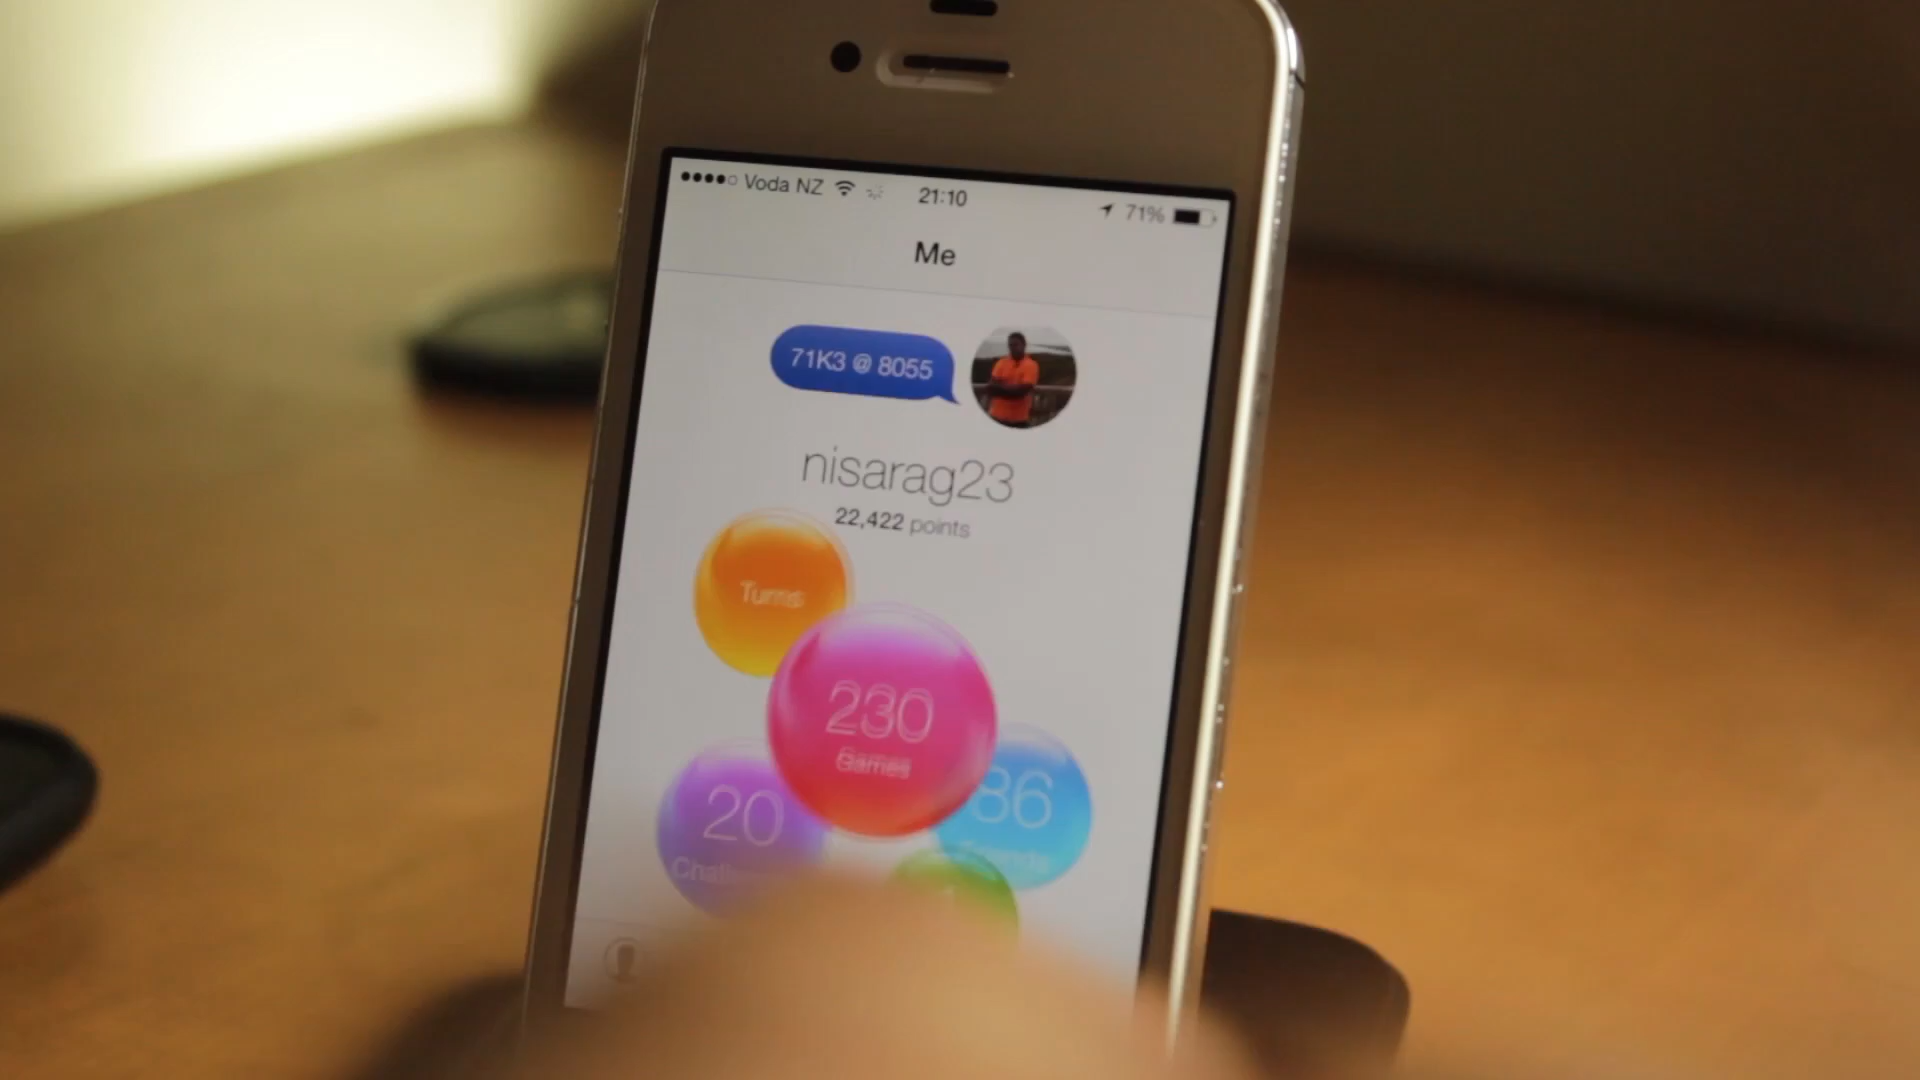 Voda NZ 21:10 71%
Me
71K3 @ 8055
nisarag23
22,422 points
Turns
230
Games
20
86